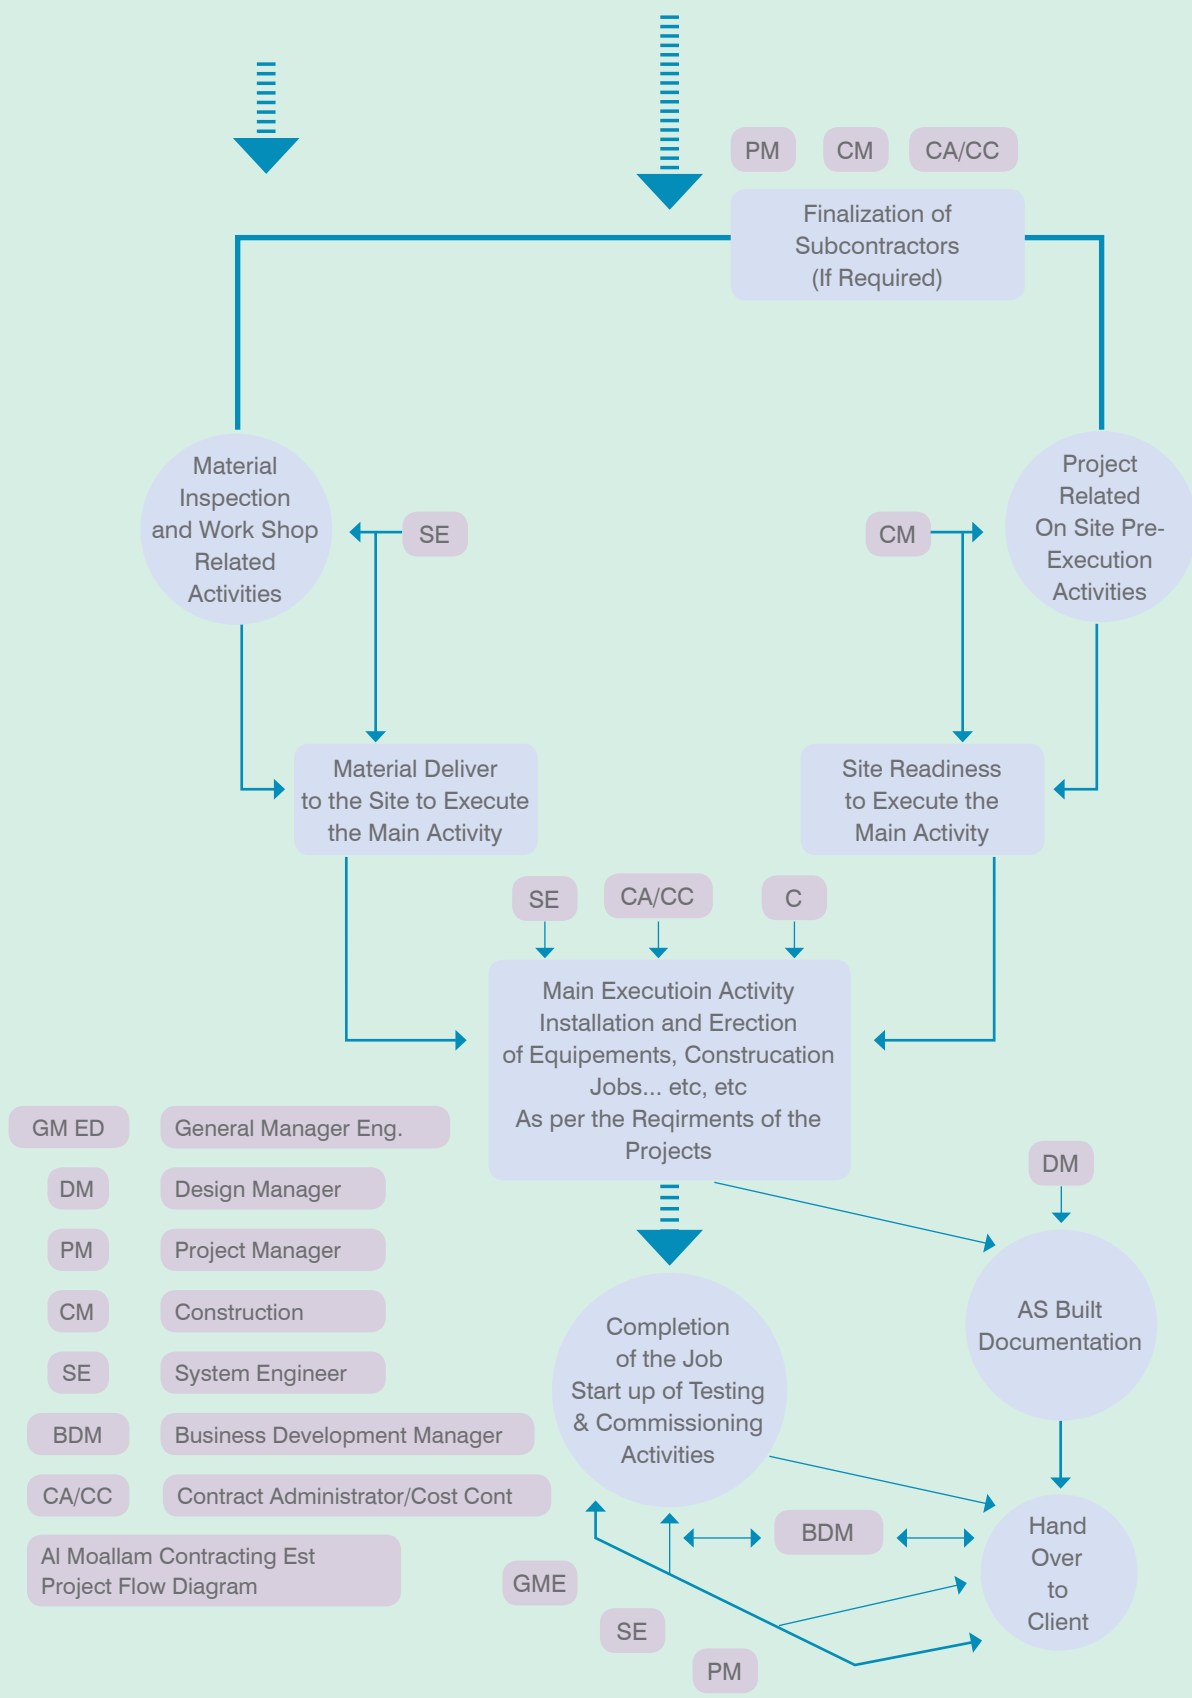 PM
CM
CA/CC
Finalization of
Subcontractors
(If Required)
Material
Inspection
and Work Shop
Related
Activities
SE
CM
Project
Related
On Site Pre-
Execution
Activities
Material Deliver
to the Site to Execute
the Main Activity
Site Readiness
to Execute the
Main Activity
SE
CA/CC
C
Main Executioin Activity
Installation and Erection
of Equipements, Construcation
Jobs... etc, etc
As per the Reqirments of the
Projects
GM ED
General Manager Eng.
DM
Design Manager
PM
Project Manager
CM
Construction
SE
System Engineer
BDM
Business Development Manager
CA/CC
Contract Administrator/Cost Cont
Al Moallam Contracting Est
Project Flow Diagram
DM
AS Built
Documentation
Completion
of the Job
Start up of Testing
& Commissioning
Activities
BDM
Hand
Over
to
Client
GME
SE
PM